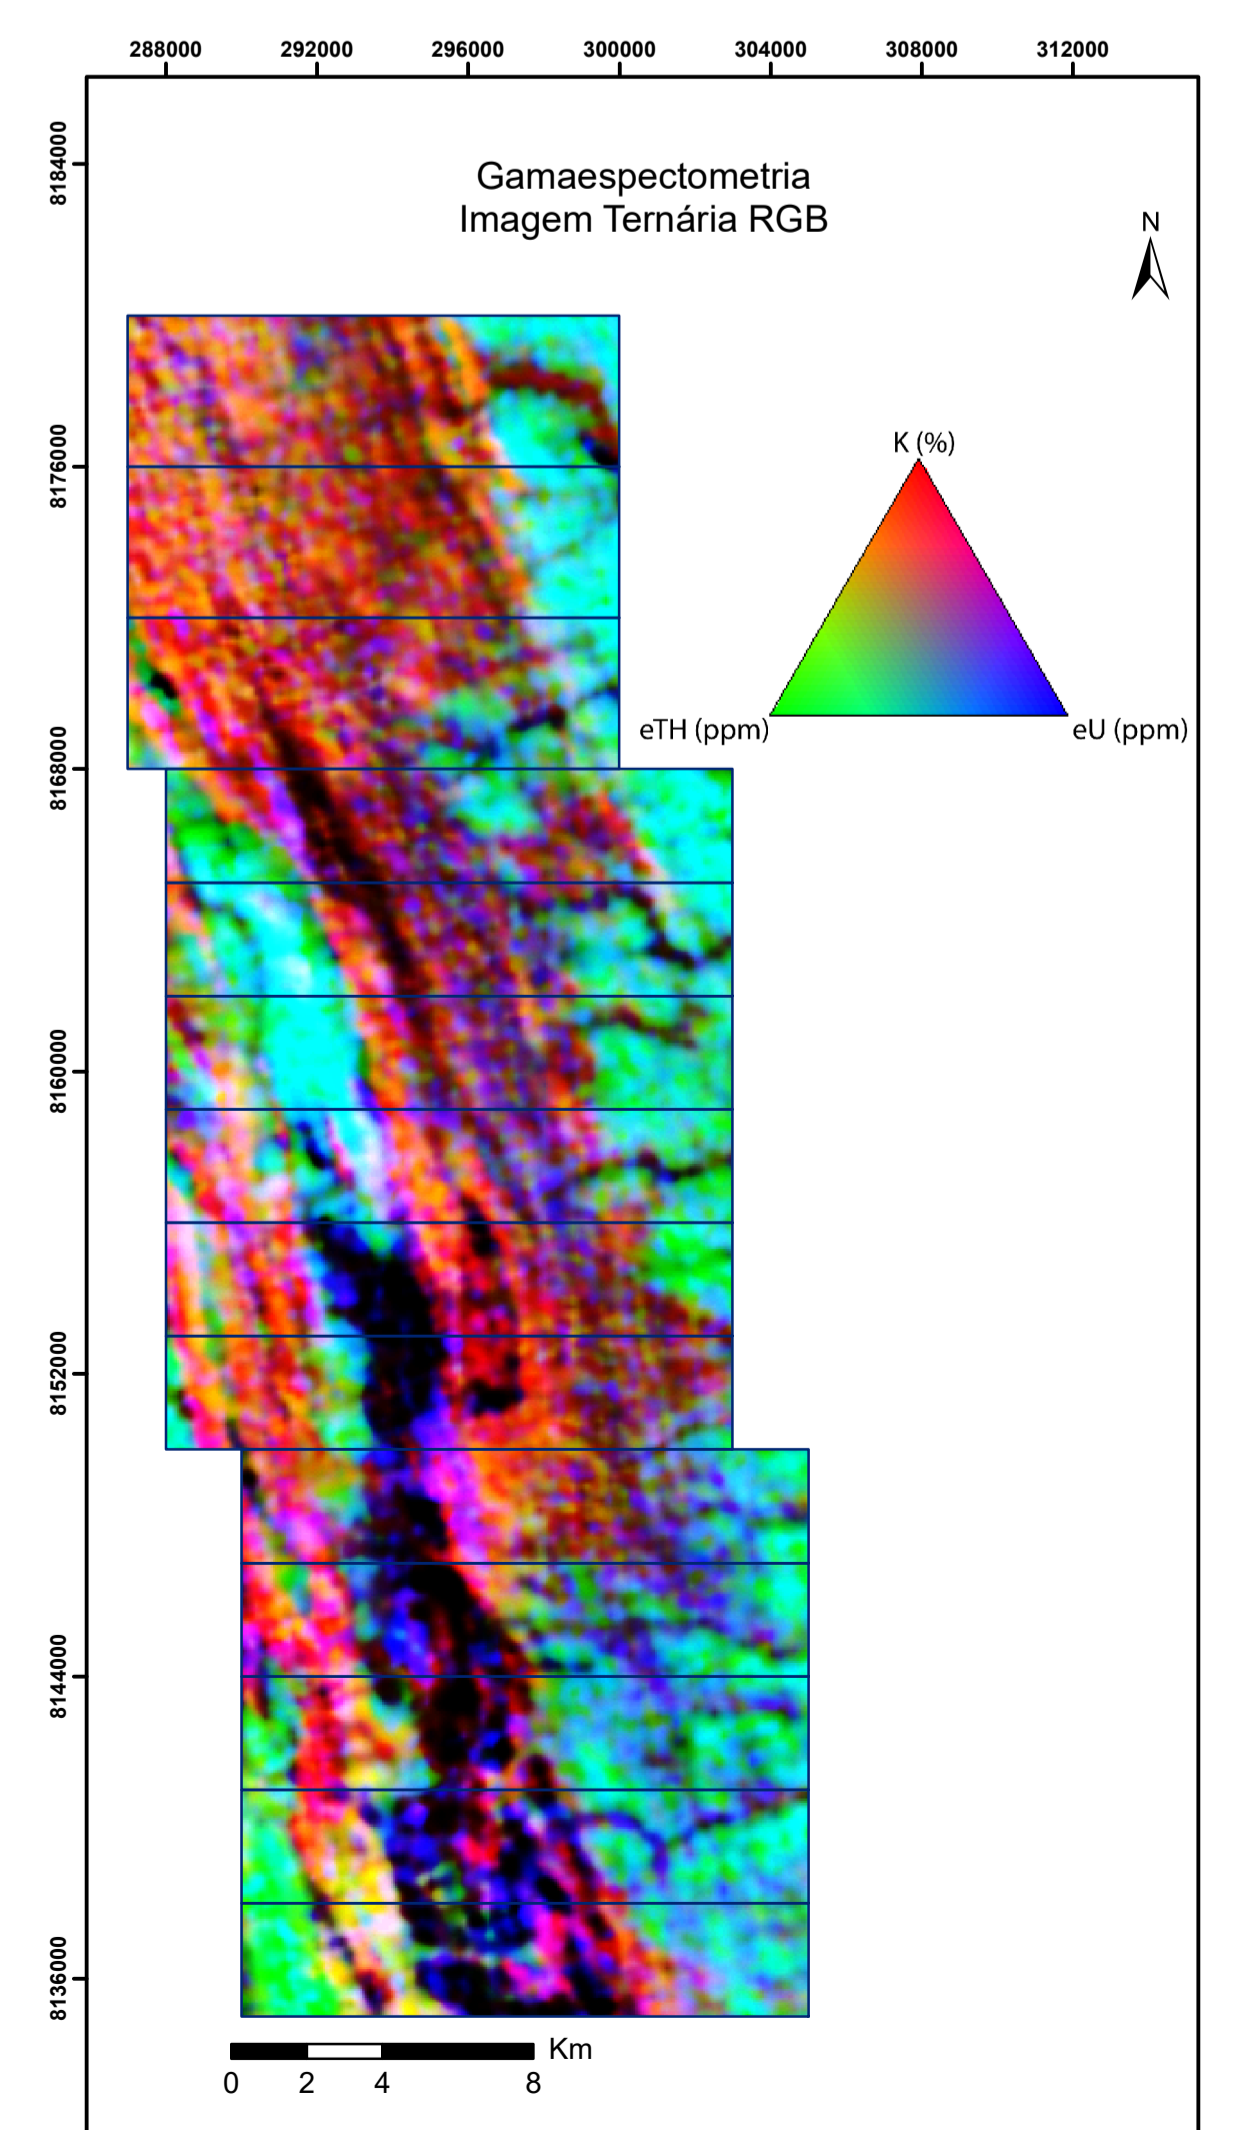 288000 292000 296000 300000 304000 308000 312000
8184000
Gamaespectometria
Imagem Ternária RGB
N
8176000
K (%)
eTH (ppm)
eU (ppm)
8168000
8160000
8152000
8144000
8136000
Km
0 2 4 8